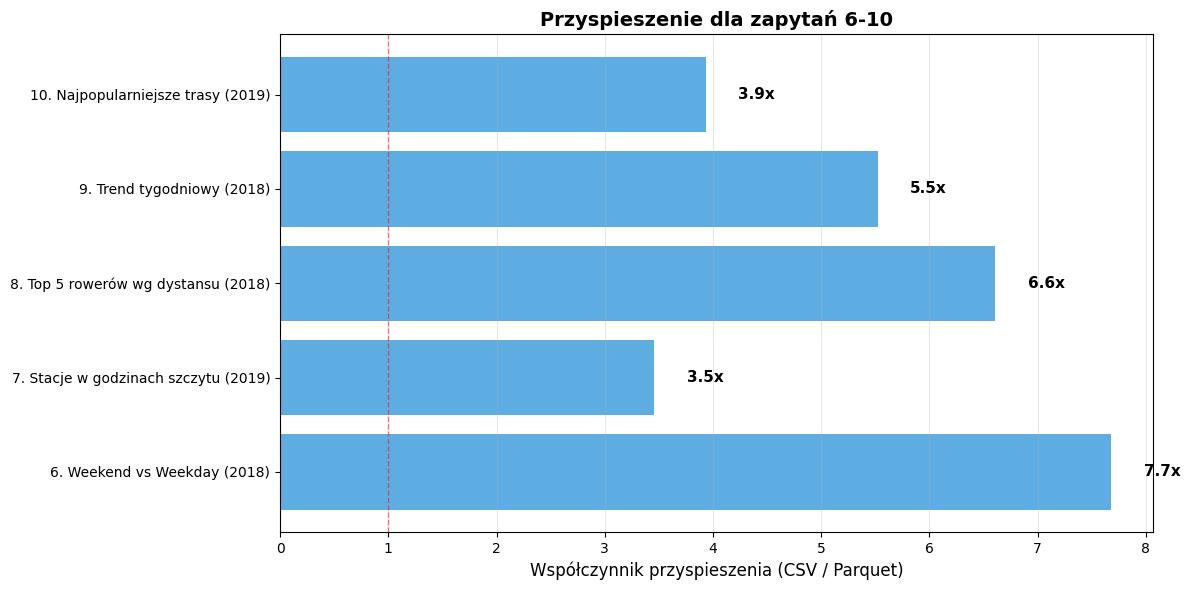 Przyspieszenie dla zapytań 6-10
10. Najpopularniejsze trasy (2019)
3.9x
9. Trend tygodniowy (2018)
5.5x
8. Top 5 rowerów wg dystansu (2018)
6.6x
7. Stacje w godzinach szczytu (2019)
3.5x
6. Weekend vs Weekday (2018)
7.7x
0 1 2 3 4 5 6 7 8
Współczynnik przyspieszenia (CSV / Parquet)